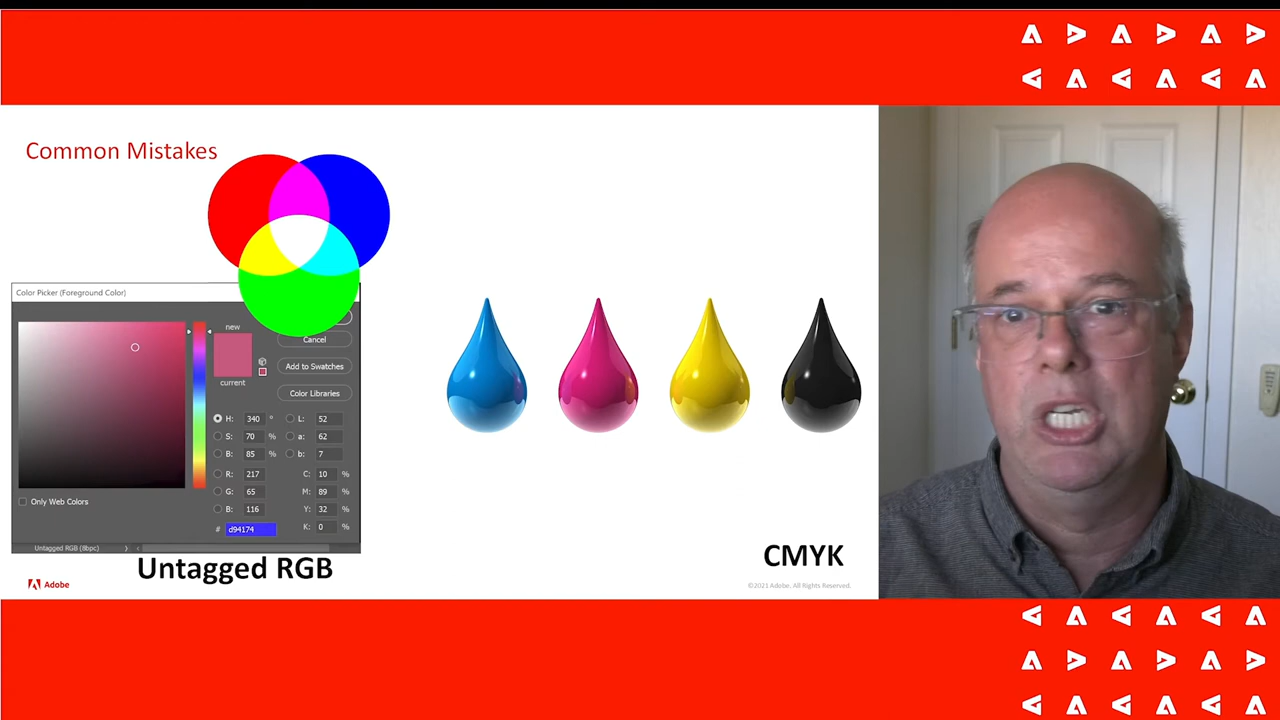 Common Mistakes
Color Picker (Foreground Color)
new
current
Cancel
Add to Swatches
Color Libraries
H: 340 °
S: 70 %
B: 85 %
R: 217
G: 65
B: 116
# d94174
L: 52
a: 62
b: 7
C: 10 %
M: 89 %
Y: 32 %
K: 0 %
Only Web Colors
Untagged RGB (8bpc)
Untagged RGB
CMYK
Adobe
©2021 Adobe. All Rights Reserved.